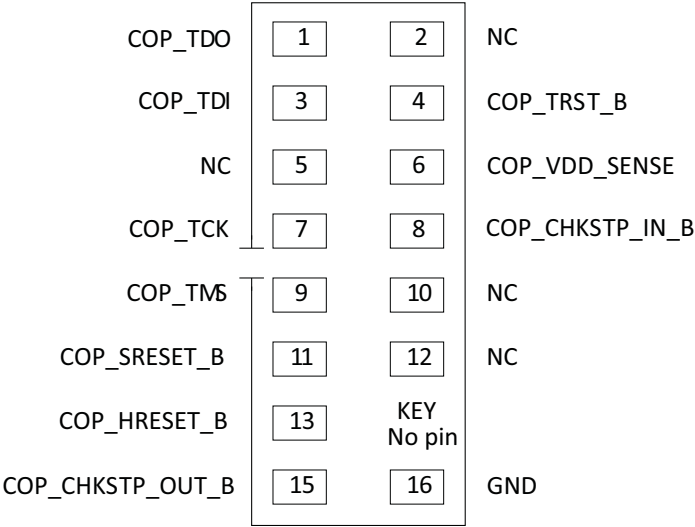 COP_TDO 1 2 NC
COP_TDI 3 4 COP_TRST_B
NC 5 6 COP_VDD_SENSE
COP_TCK 7 8 COP_CHKSTP_IN_B
COP_TMS 9 10 NC
COP_SRESET_B 11 12 NC
COP_HRESET_B 13 KEY
No pin
COP_CHKSTP_OUT_B 15 16 GND